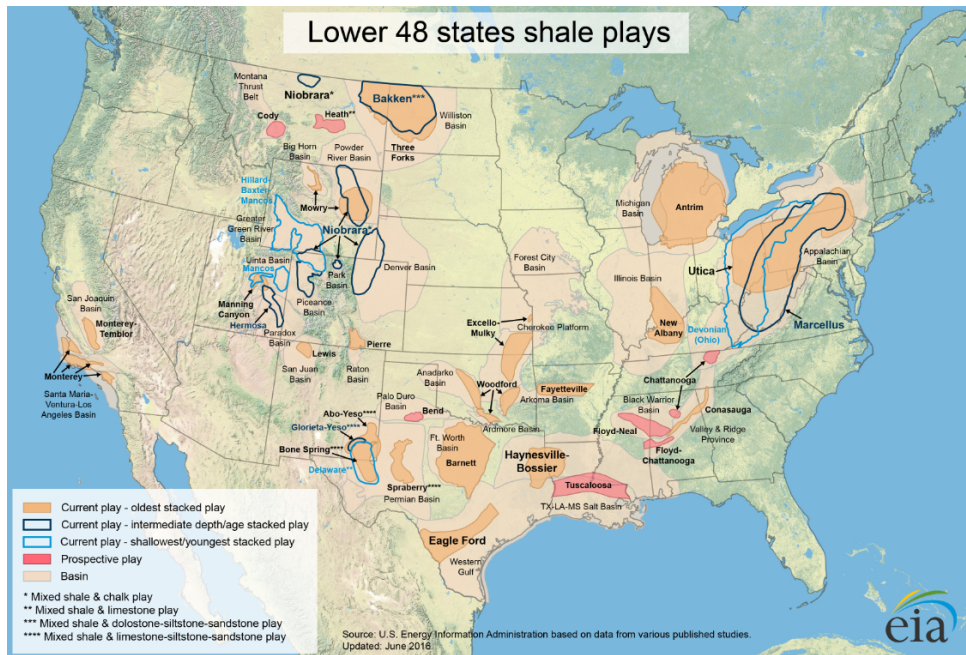 Lower 48 states shale plays
Montana
Thrust
Belt
Niobrara*
Bakken***
Cody
Heath**
Williston
Basin
Big Horn
Basin
Powder
River Basin
Three
Forks
Hillard-
Baxter-
Mancos
Mowry
Michigan
Basin
Antrim
Greater
Green River
Basin
Niobrara*
Appalachian
Basin
Uinta Basin
Mancos
Park
Basin
Denver Basin
Forest City
Basin
Illinois Basin
Utica
Manning
Canyon
Hermosa
Piceance
Basin
San Joaquin
Basin
Monterey-
Temblor
Paradox
Basin
Excello-
Mulky
Cherokee Platform
New
Albany
Devonian
(Ohio)
Marcellus
Pierre
Lewis
San Juan
Basin
Raton
Basin
Monterey
Santa Maria-
Ventura-Los
Angeles Basin
Anadarko
Basin
Woodford
Fayetteville
Arkoma Basin
Chattanooga
Palo Duro
Basin
Bend
Black Warrior
Basin
Conasauga
Abo-Yeso****
Glorieta-Yeso****
Ardmore Basin
Floyd-Neal
Valley & Ridge
Province
Bone Spring****
Delaware**
Ft. Worth
Basin
Barnett
Haynesville-
Bossier
Floyd-
Chattanooga
Spraberry****
Permian Basin
Tuscaloosa
TX-LA-MS Salt Basin
Eagle Ford
Western
Gulf
Current play - oldest stacked play
Current play - intermediate depth/age stacked play
Current play - shallowest/youngest stacked play
Prospective play
Basin
* Mixed shale & chalk play
** Mixed shale & limestone play
*** Mixed shale & dolostone-siltstone-sandstone play
**** Mixed shale & limestone-siltstone-sandstone play
Source: U.S. Energy Information Administration based on data from various published studies.
Updated: June 2016
eia